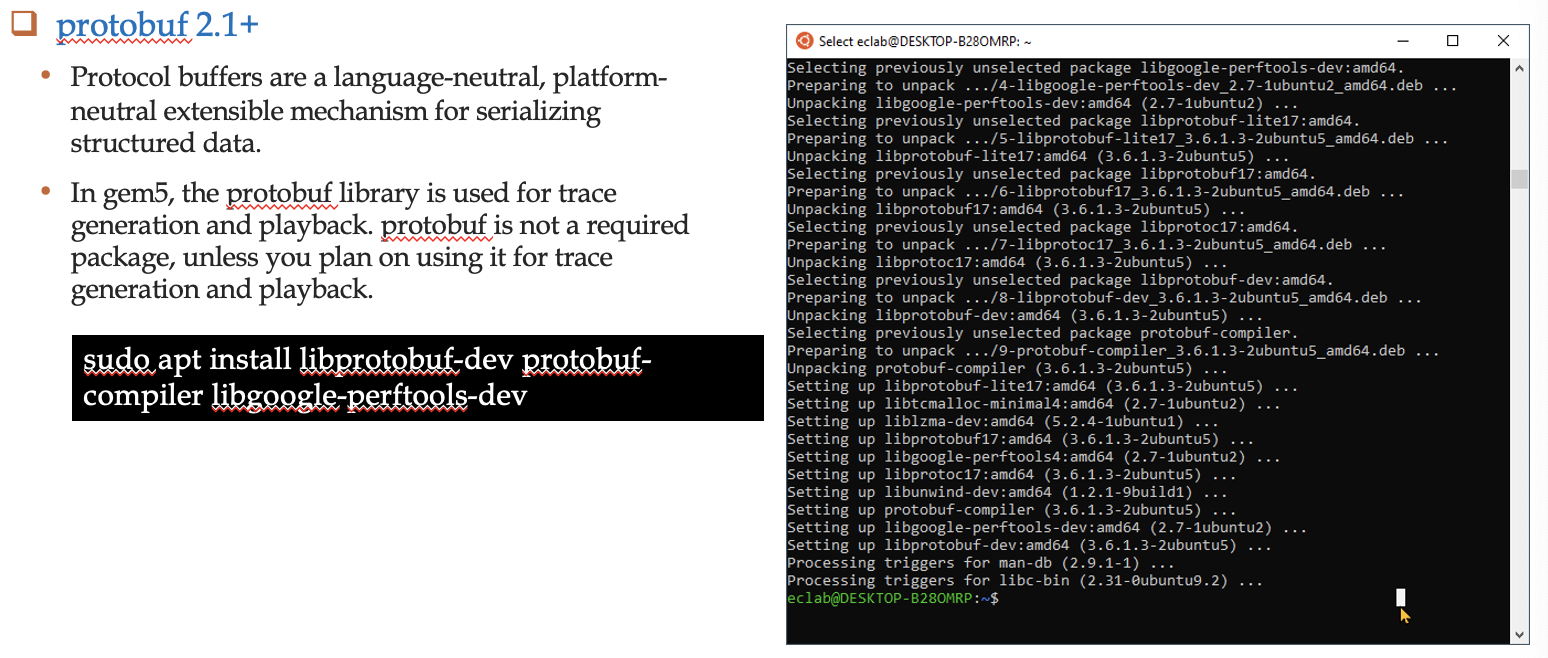 protobuf 2.1+
• Protocol buffers are a language-neutral, platform-
neutral extensible mechanism for serializing
structured data.
• In gem5, the protobuf library is used for trace
generation and playback. protobuf is not a required
package, unless you plan on using it for trace
generation and playback.
sudo apt install libprotobuf-dev protobuf-
compiler libgoogle-perftools-dev
Select eclab@DESKTOP-B28OMRP: ~
Selecting previously unselected package libgoogle-perftools-dev:amd64.
Preparing to unpack .../4-libgoogle-perftools-dev_2.7-1ubuntu2_amd64.deb ...
Unpacking libgoogle-perftools-dev:amd64 (2.7-1ubuntu2) ...
Selecting previously unselected package libprotobuf-lite17:amd64.
Preparing to unpack .../5-libprotobuf-lite17_3.6.1.3-2ubuntu5_amd64.deb ...
Unpacking libprotobuf-lite17:amd64 (3.6.1.3-2ubuntu5) ...
Selecting previously unselected package libprotobuf17:amd64.
Preparing to unpack .../6-libprotobuf17_3.6.1.3-2ubuntu5_amd64.deb ...
Unpacking libprotobuf17:amd64 (3.6.1.3-2ubuntu5) ...
Selecting previously unselected package libprotoc17:amd64.
Preparing to unpack .../7-libprotoc17_3.6.1.3-2ubuntu5_amd64.deb ...
Unpacking libprotoc17:amd64 (3.6.1.3-2ubuntu5) ...
Selecting previously unselected package libprotobuf-dev:amd64.
Preparing to unpack .../8-libprotobuf-dev_3.6.1.3-2ubuntu5_amd64.deb ...
Unpacking libprotobuf-dev:amd64 (3.6.1.3-2ubuntu5) ...
Selecting previously unselected package protobuf-compiler.
Preparing to unpack .../9-protobuf-compiler_3.6.1.3-2ubuntu5_amd64.deb ...
Unpacking protobuf-compiler (3.6.1.3-2ubuntu5) ...
Setting up libprotobuf-lite17:amd64 (3.6.1.3-2ubuntu5) ...
Setting up libtcmalloc-minimal4:amd64 (2.7-1ubuntu2) ...
Setting up liblzma-dev:amd64 (5.2.4-1ubuntu1) ...
Setting up libprotobuf17:amd64 (3.6.1.3-2ubuntu5) ...
Setting up libgoogle-perftools4:amd64 (2.7-1ubuntu2) ...
Setting up libprotoc17:amd64 (3.6.1.3-2ubuntu5) ...
Setting up libunwind-dev:amd64 (1.2.1-9build1) ...
Setting up protobuf-compiler (3.6.1.3-2ubuntu5) ...
Setting up libgoogle-perftools-dev:amd64 (2.7-1ubuntu2) ...
Setting up libprotobuf-dev:amd64 (3.6.1.3-2ubuntu5) ...
Processing triggers for man-db (2.9.1-1) ...
Processing triggers for libc-bin (2.31-0ubuntu9.2) ...
eclab@DESKTOP-B28OMRP:~$